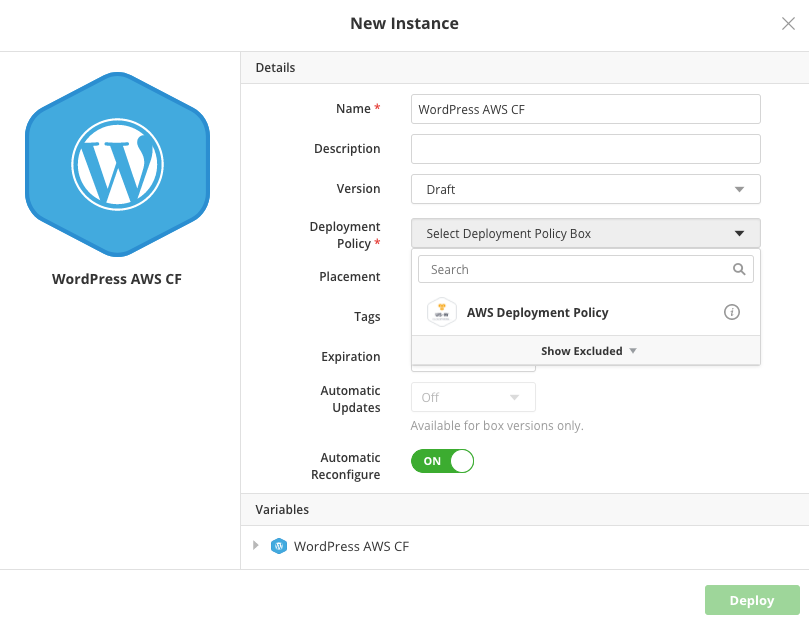 New Instance
WordPress AWS CF
Details
Name *
WordPress AWS CF
Description
Version
Draft
Deployment
Policy *
Select Deployment Policy Box
Search
AWS Deployment Policy
Show Excluded
Placement
Tags
Expiration
Automatic
Updates
Off
Available for box versions only.
Automatic
Reconfigure
ON
Variables
WordPress AWS CF
Deploy